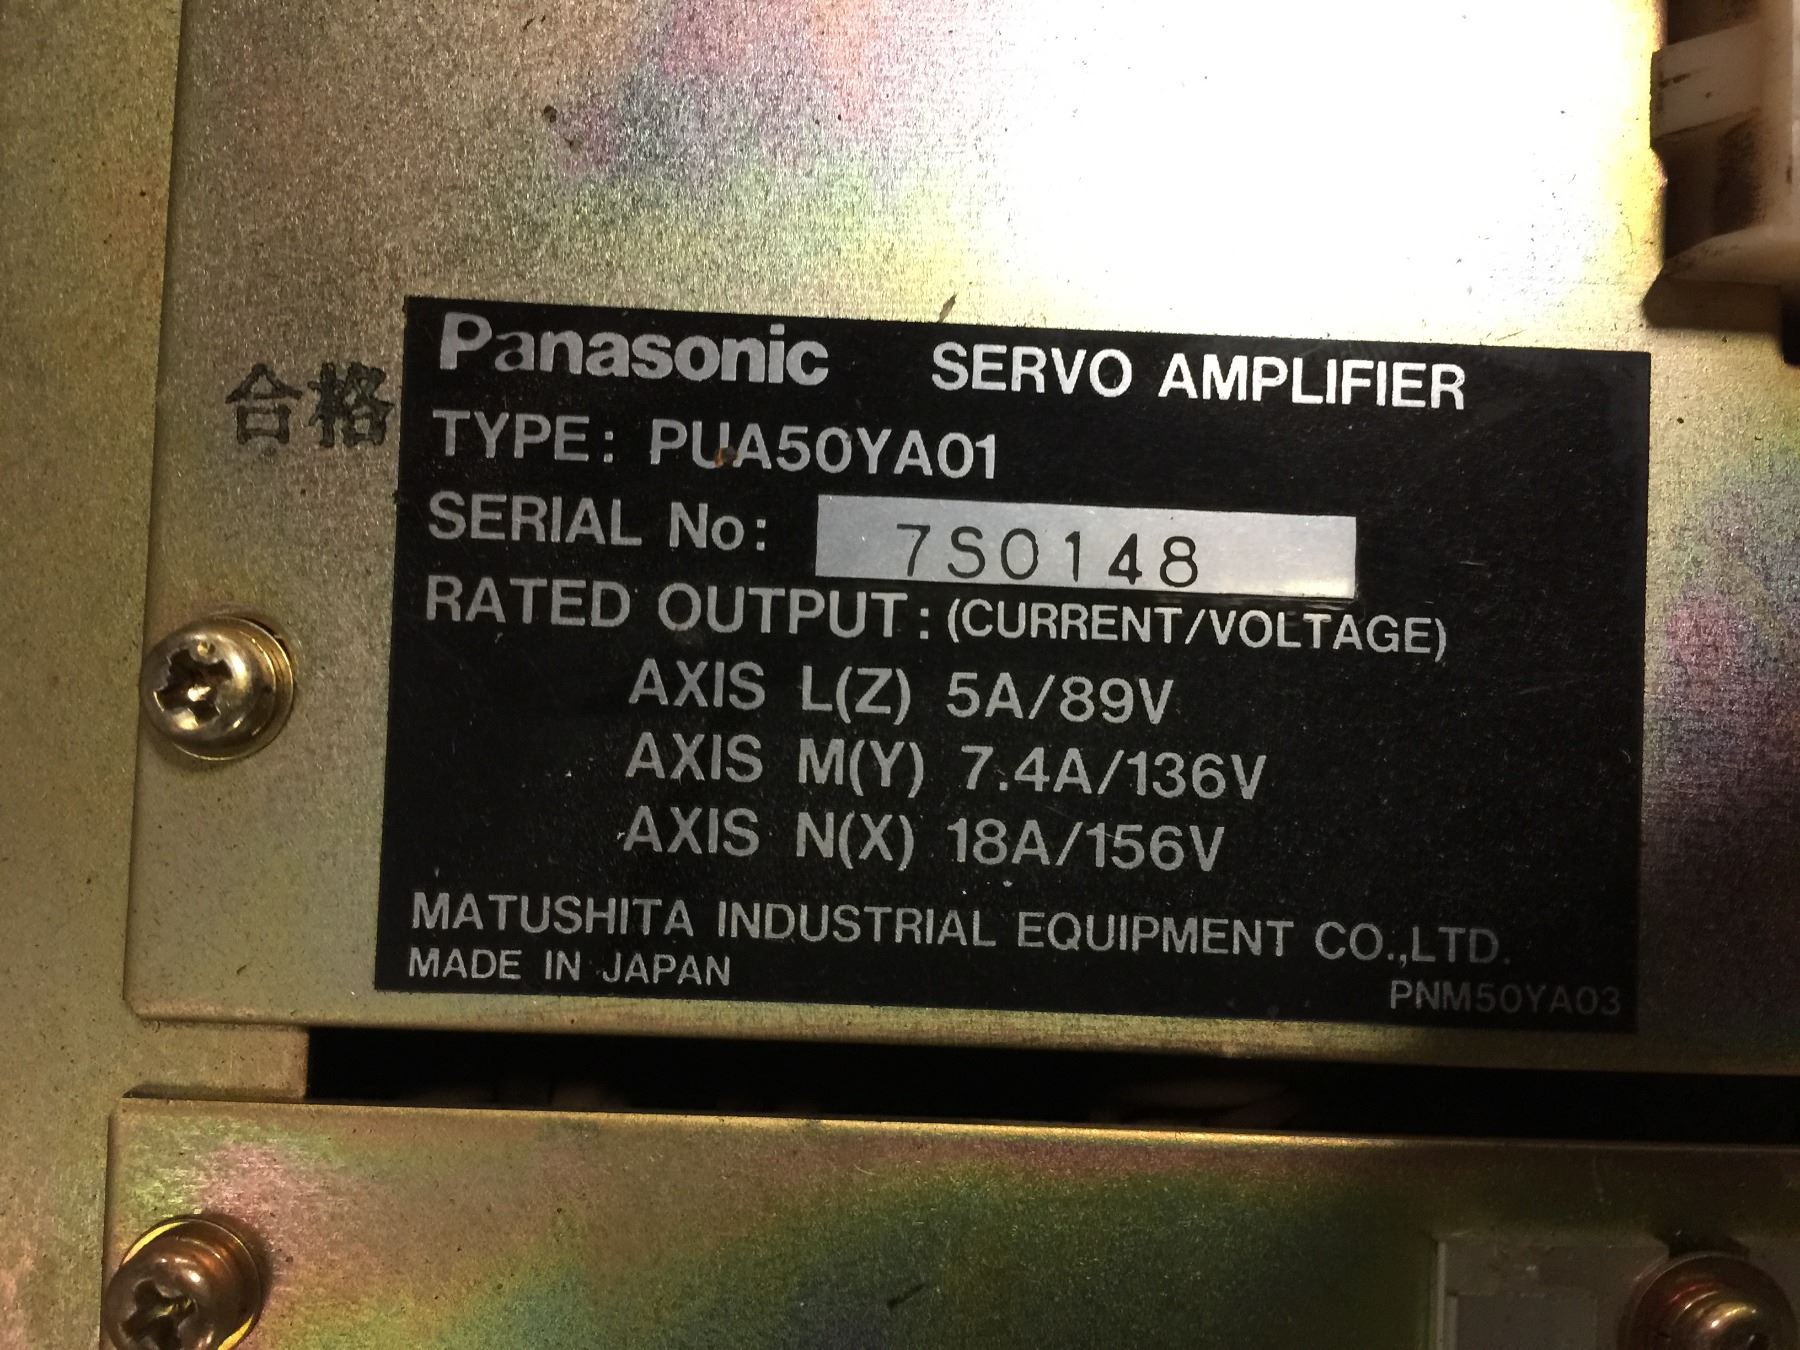 Panasonic SERVO AMPLIFIER
合格
TYPE: PUA50YA01
SERIAL No: 7S0148
RATED OUTPUT: (CURRENT/VOLTAGE)
AXIS L(Z) 5A/89V
AXIS M(Y) 7.4A/136V
AXIS N(X) 18A/156V
MATUSHITA INDUSTRIAL EQUIPMENT CO.,LTD.
MADE IN JAPAN
PNM50YA03